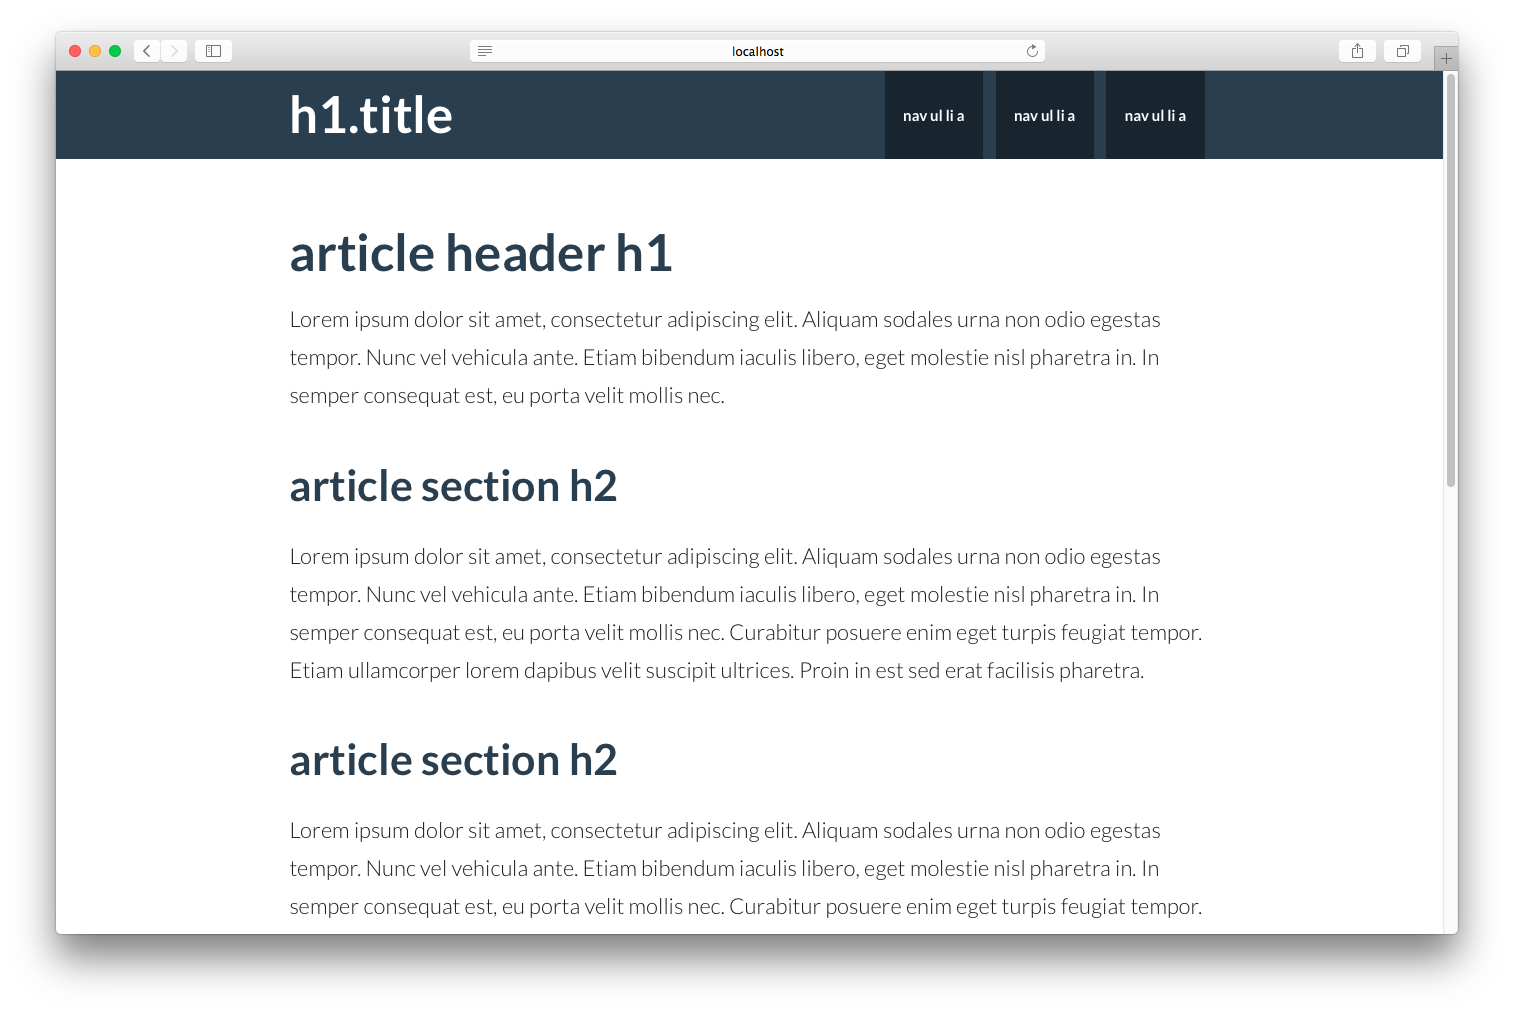 localhost
h1.title
nav ul li a nav ul li a nav ul li a
article header h1
Lorem ipsum dolor sit amet, consectetur adipiscing elit. Aliquam sodales urna non odio egestas
tempor. Nunc vel vehicula ante. Etiam bibendum iaculis libero, eget molestie nisl pharetra in. In
semper consequat est, eu porta velit mollis nec.
article section h2
Lorem ipsum dolor sit amet, consectetur adipiscing elit. Aliquam sodales urna non odio egestas
tempor. Nunc vel vehicula ante. Etiam bibendum iaculis libero, eget molestie nisl pharetra in. In
semper consequat est, eu porta velit mollis nec. Curabitur posuere enim eget turpis feugiat tempor.
Etiam ullamcorper lorem dapibus velit suscipit ultrices. Proin in est sed erat facilisis pharetra.
article section h2
Lorem ipsum dolor sit amet, consectetur adipiscing elit. Aliquam sodales urna non odio egestas
tempor. Nunc vel vehicula ante. Etiam bibendum iaculis libero, eget molestie nisl pharetra in. In
semper consequat est, eu porta velit mollis nec. Curabitur posuere enim eget turpis feugiat tempor.